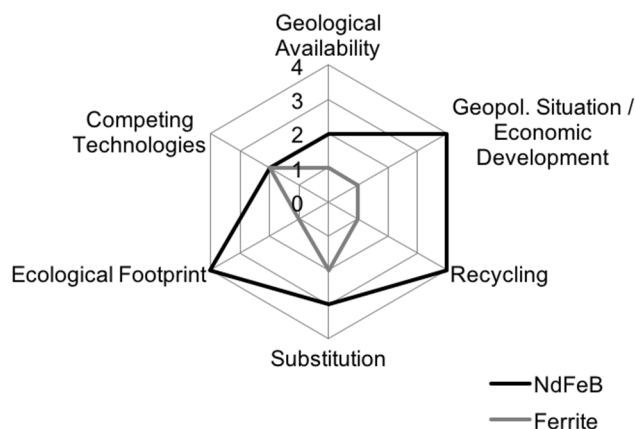 Geological
Availability
4
3
2
1
0
Geopol. Situation /
Economic
Development
Competing
Technologies
Ecological Footprint
Recycling
Substitution
NdFeB
Ferrite